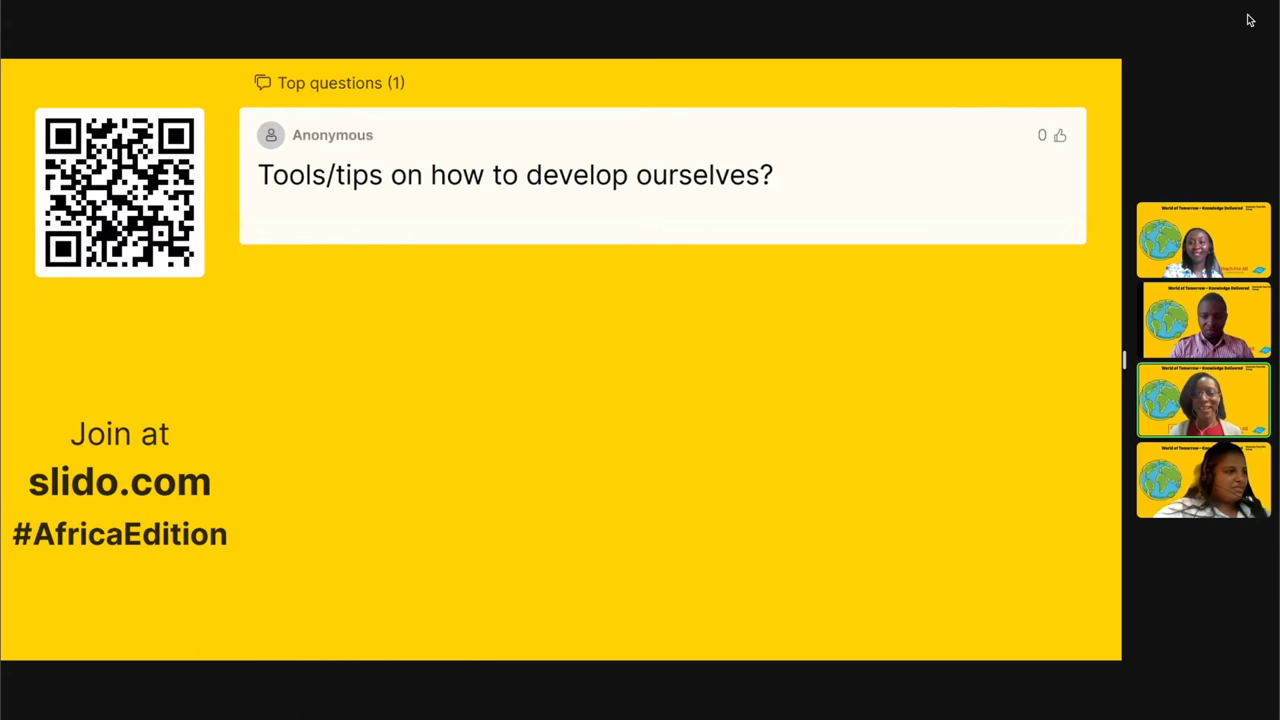 Top questions (1)
Anonymous
0
Tools/tips on how to develop ourselves?
Join at
slido.com
#AfricaEdition
World of Tomorrow – Knowledge Delivered
World of Tomorrow – Knowledge Delivered
World of Tomorrow – Knowledge Delivered
World of Tomorrow – Knowledge Delivered